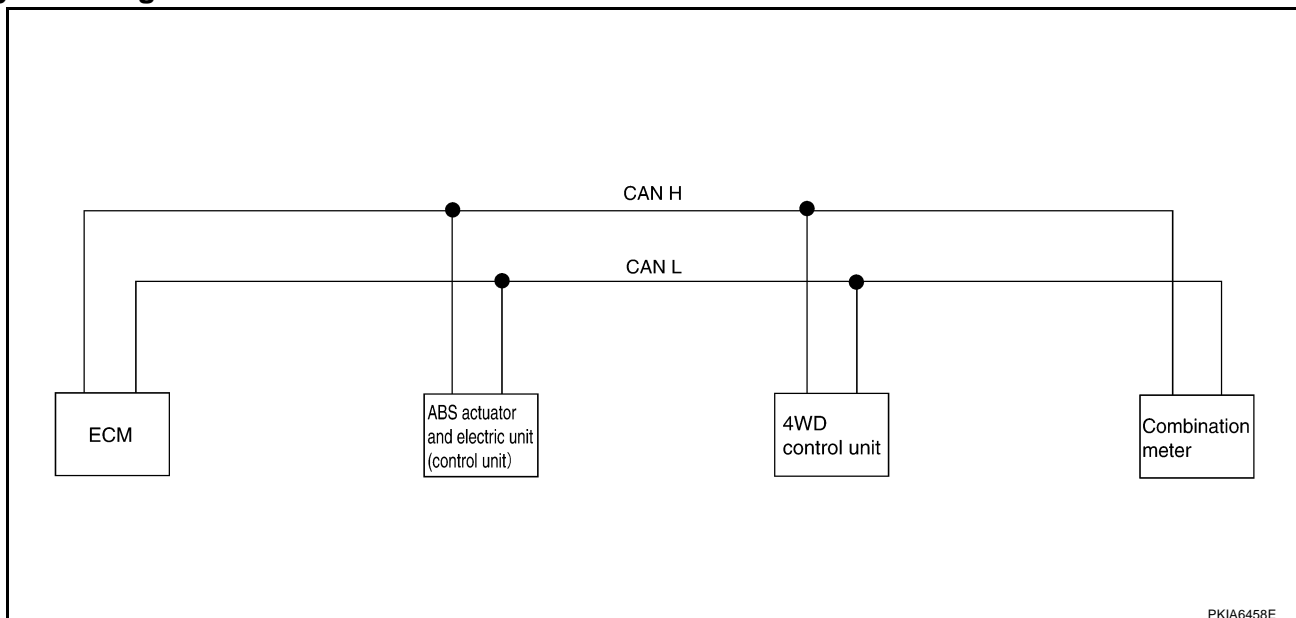 CAN H
CAN L
ECM
ABS actuator
and electric unit
(control unit)
4WD
control unit
Combination
meter
PKIA6458E